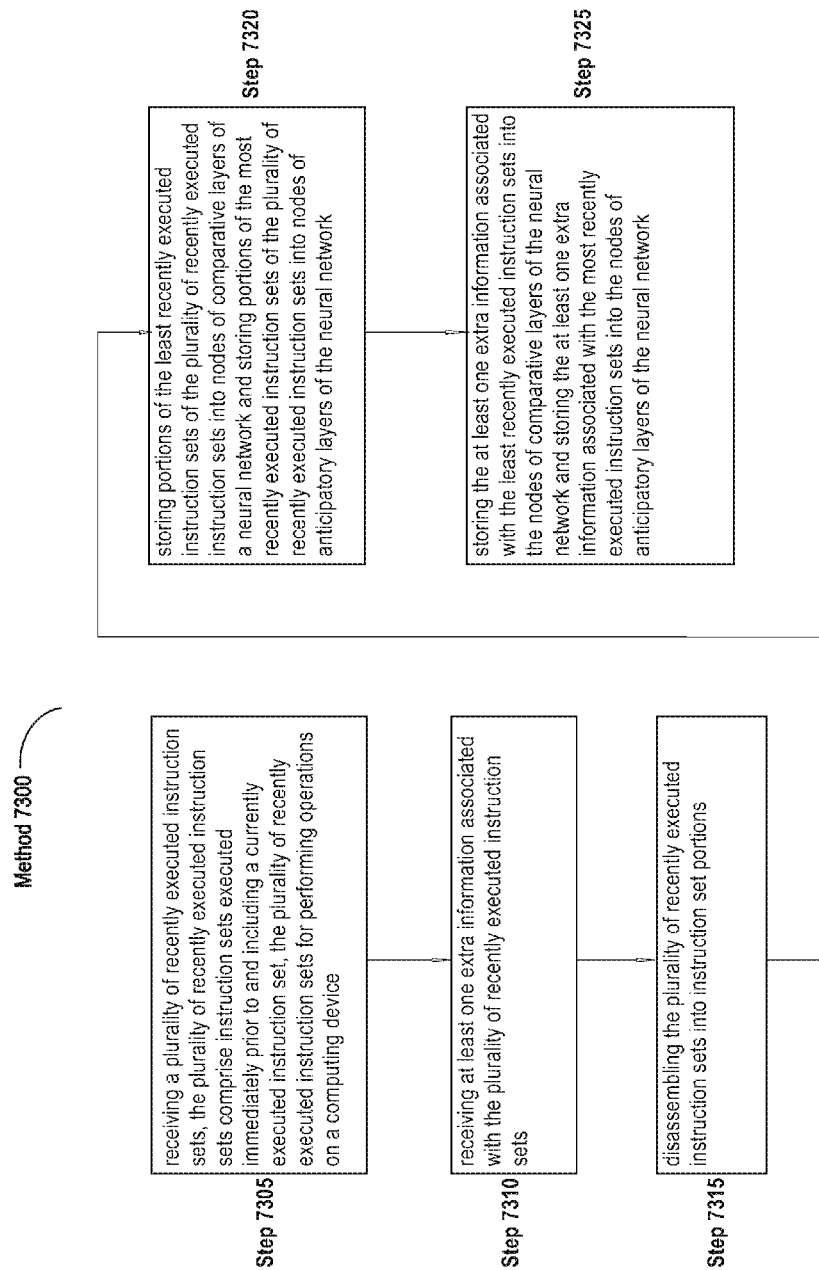 Method 7300
Step 7305
receiving a plurality of recently executed instruction
sets, the plurality of recently executed instruction
sets comprise instruction sets executed
immediately prior to and including a currently
executed instruction set, the plurality of recently
executed instruction sets for performing operations
on a computing device
Step 7310
receiving at least one extra information associated
with the plurality of recently executed instruction
sets
Step 7315
disassembling the plurality of recently executed
instruction sets into instruction set portions
Step 7320
storing portions of the least recently executed
instruction sets of the plurality of recently executed
instruction sets into nodes of comparative layers of
a neural network and storing portions of the most
recently executed instruction sets of the plurality of
recently executed instruction sets into nodes of
anticipatory layers of the neural network
Step 7325
storing the at least one extra information associated
with the least recently executed instruction sets into
the nodes of comparative layers of the neural
network and storing the at least one extra
information associated with the most recently
executed instruction sets into the nodes of
anticipatory layers of the neural network